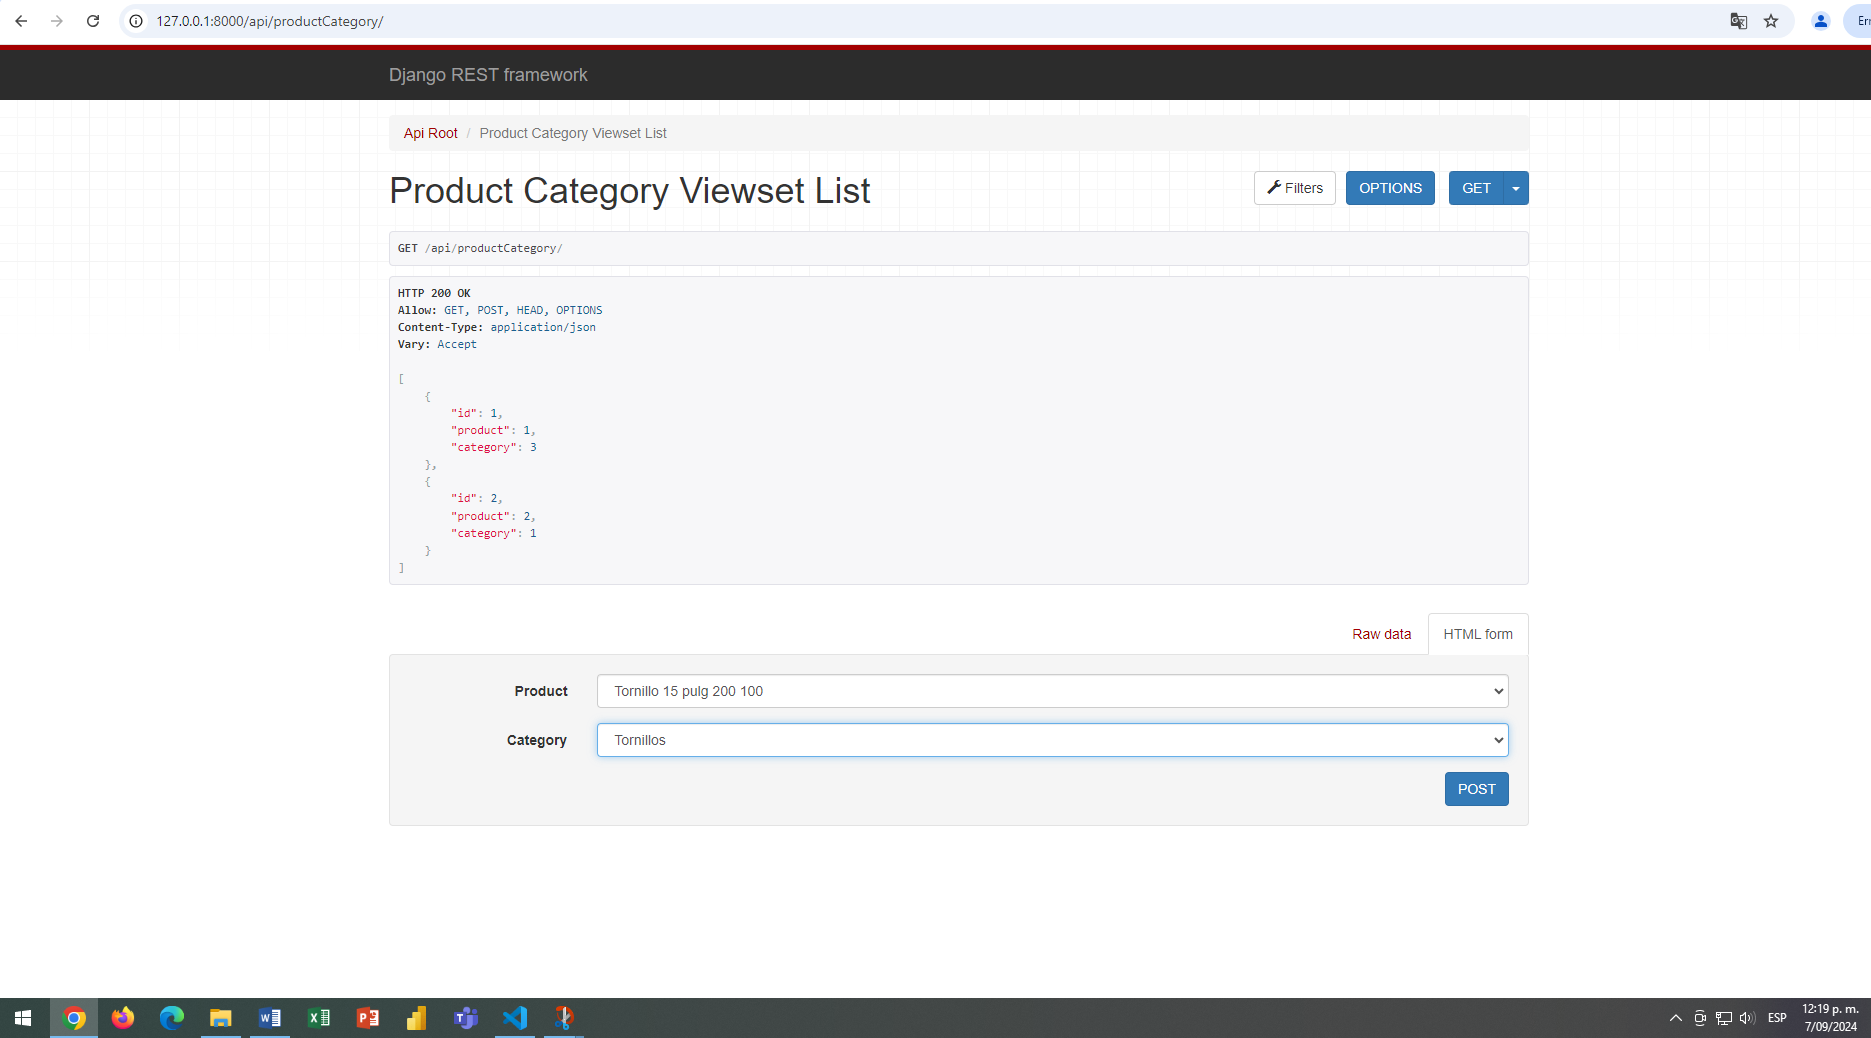 127.0.0.1:8000/api/productCategory/
Django REST framework
Api Root / Product Category Viewset List
Product Category Viewset List
Filters
OPTIONS
GET
GET /api/productCategory/
HTTP 200 OK
Allow: GET, POST, HEAD, OPTIONS
Content-Type: application/json
Vary: Accept
[
{
"id": 1,
"product": 1,
"category": 3
},
{
"id": 2,
"product": 2,
"category": 1
}
]
Raw data
HTML form
Product
Tornillo 15 pulg 200 100
Category
Tornillos
POST
ESP
12:19 p. m.
7/09/2024